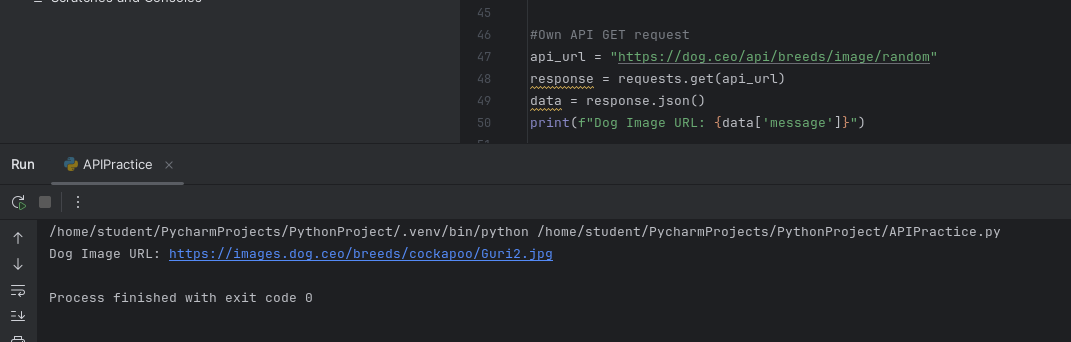 Scratches and Consoles
45
46 #Own API GET request
47 api_url = "https://dog.ceo/api/breeds/image/random"
48 response = requests.get(api_url)
49 data = response.json()
50 print(f"Dog Image URL: {data['message']}")
51
Run APIPractice
/home/student/PycharmProjects/PythonProject/.venv/bin/python /home/student/PycharmProjects/PythonProject/APIPractice.py
Dog Image URL: https://images.dog.ceo/breeds/cockapoo/Guri2.jpg
Process finished with exit code 0